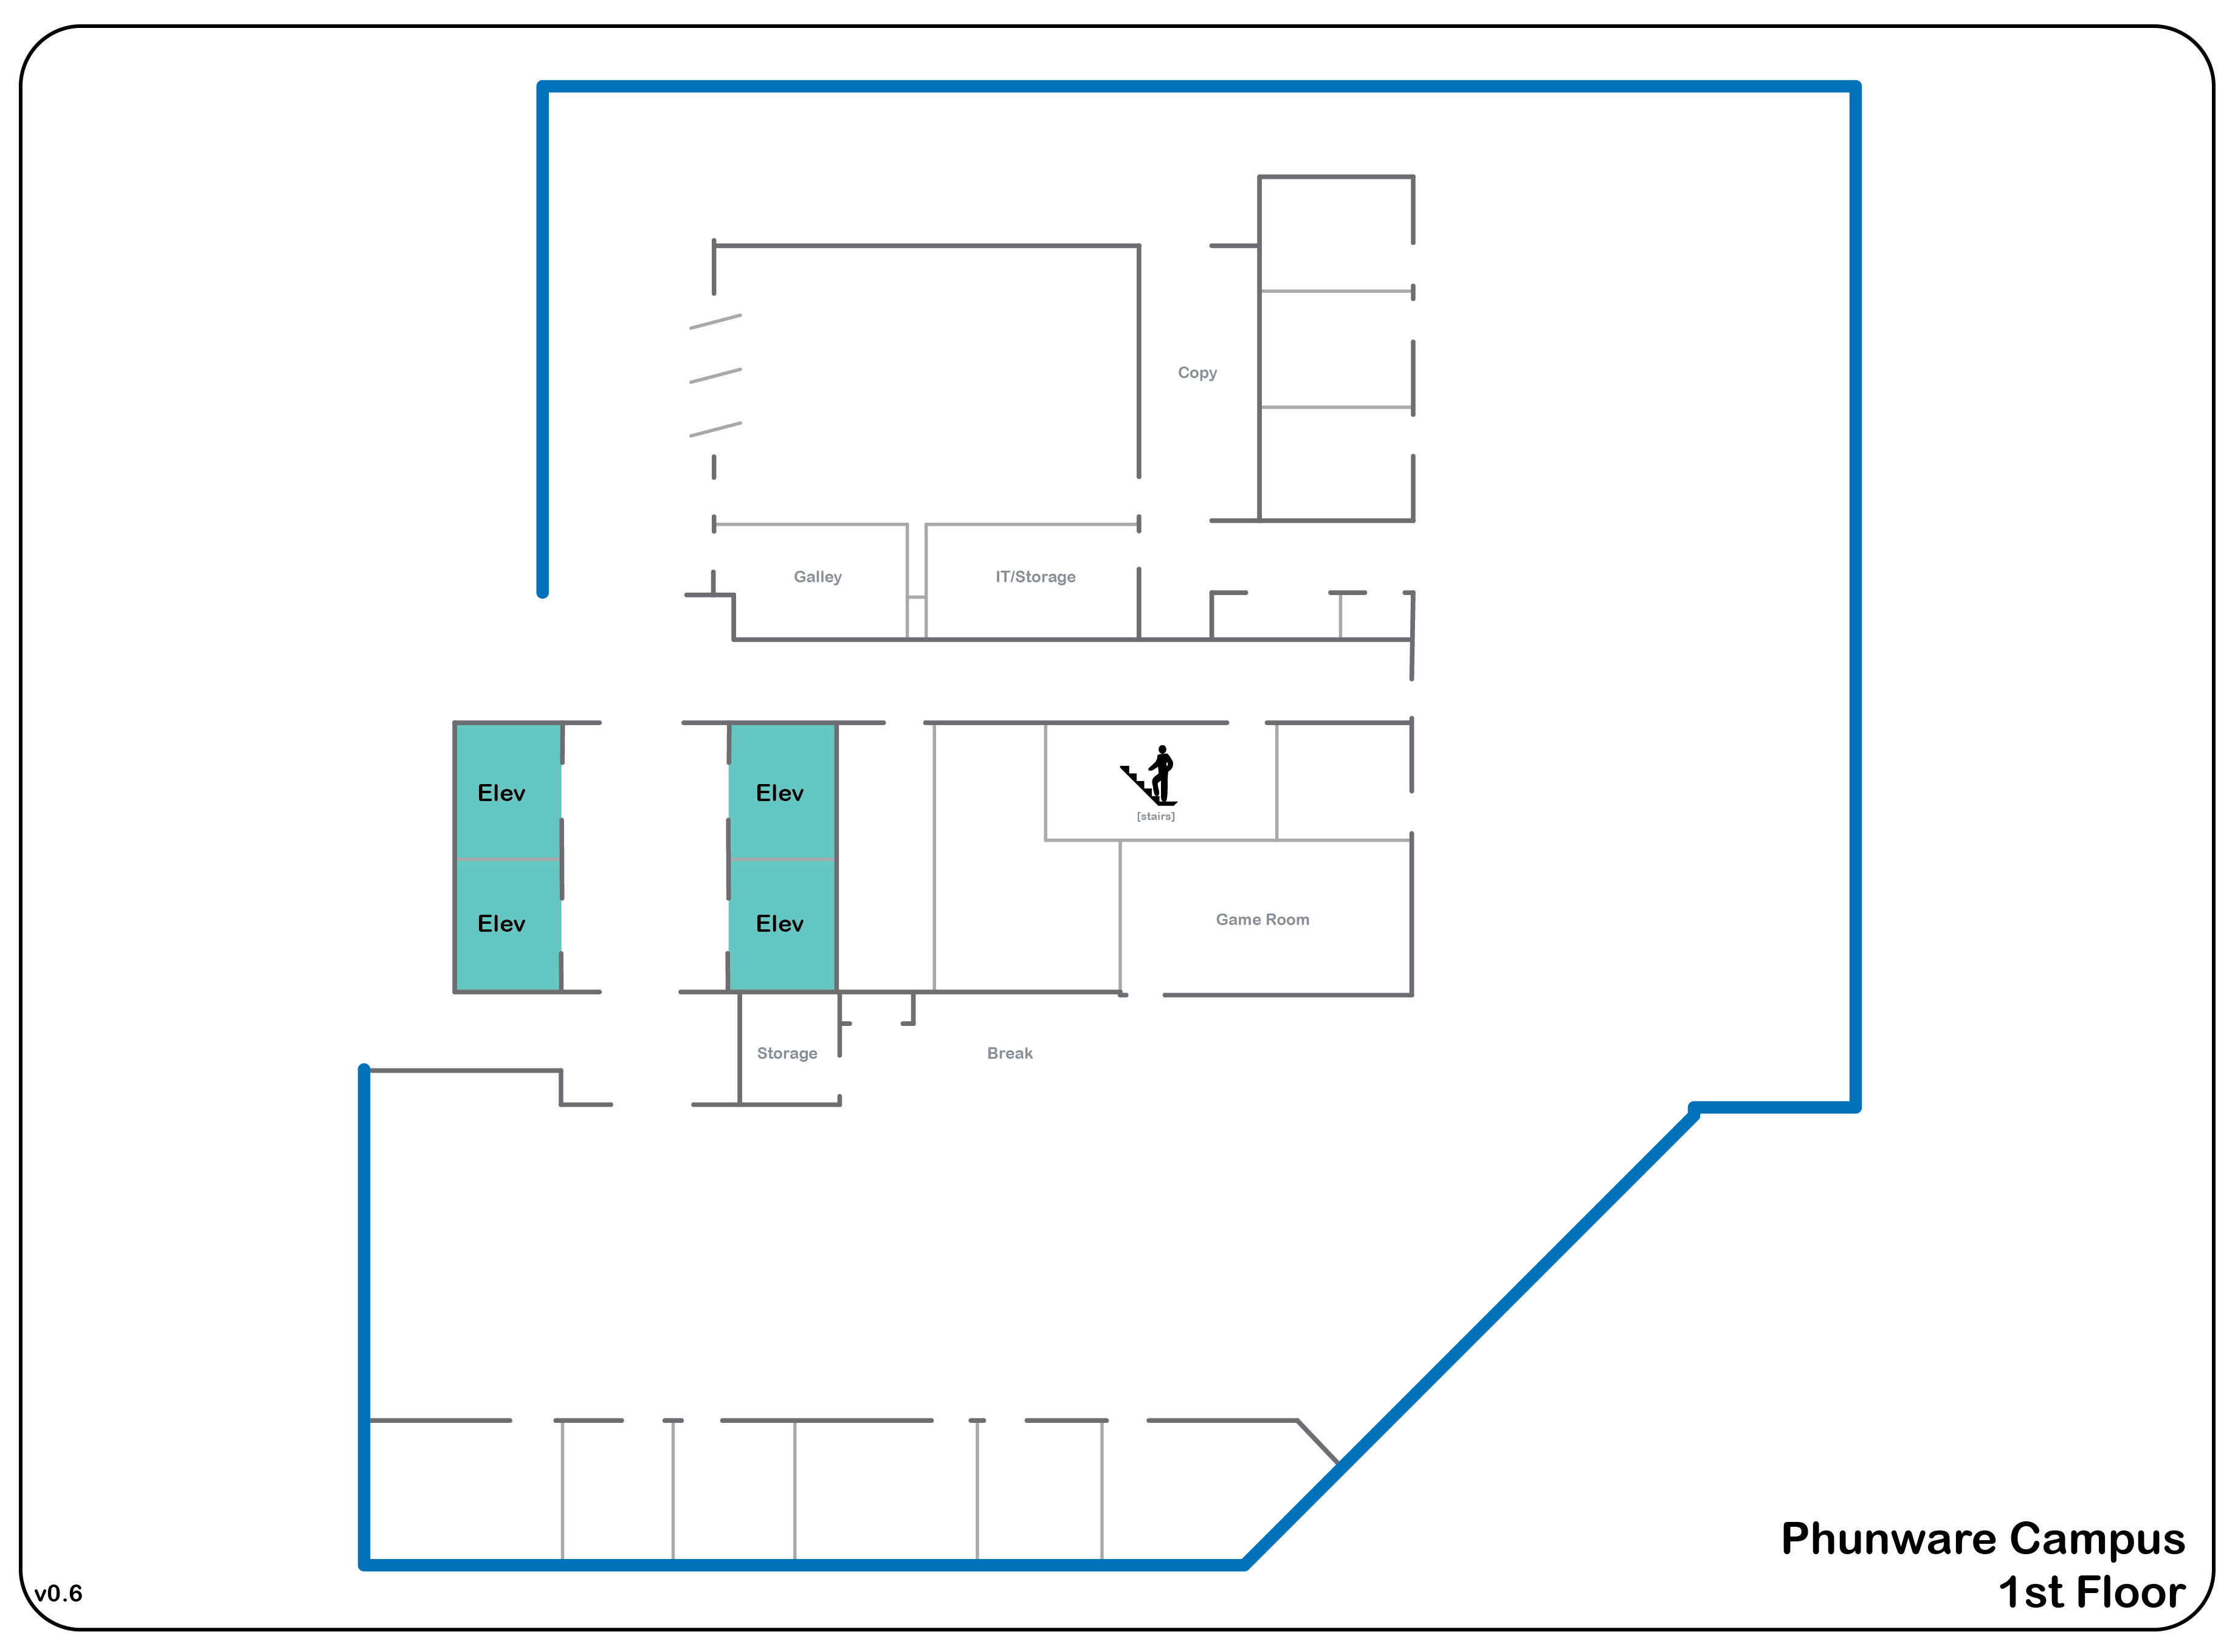 Copy
Galley
IT/Storage
Elev
Elev
[stairs]
Elev
Elev
Game Room
Storage
Break
Phunware Campus
1st Floor
v0.6